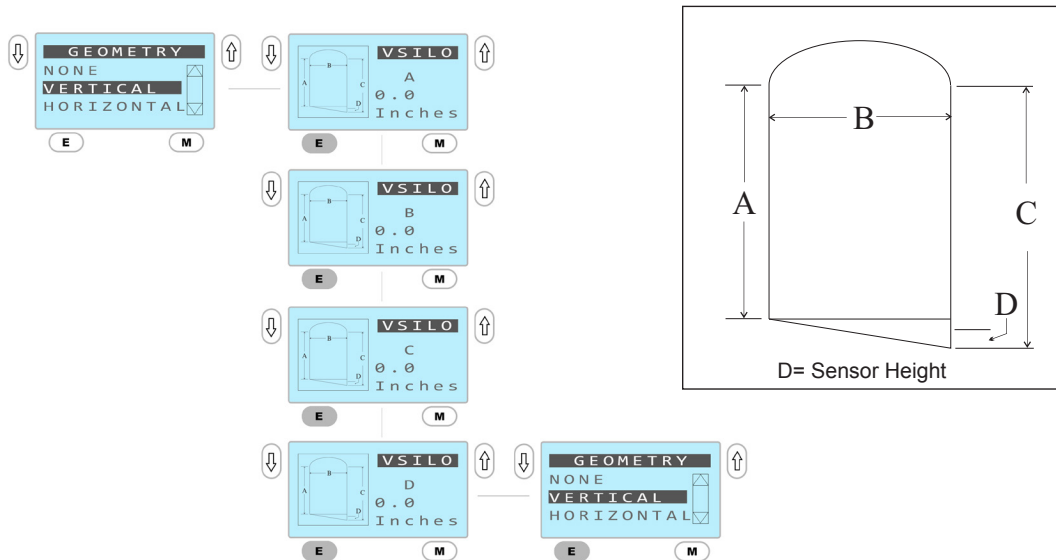 GEOMETRY
NONE
VERTICAL
HORIZONTAL
E M
VSILO
A
0.0
Inches
A B C D
E M
VSILO
B
0.0
Inches
A B C D
E M
VSILO
C
0.0
Inches
A B C D
E M
VSILO
D
0.0
Inches
A B C D
E M
GEOMETRY
NONE
VERTICAL
HORIZONTAL
E M
B
A
C
D
D= Sensor Height